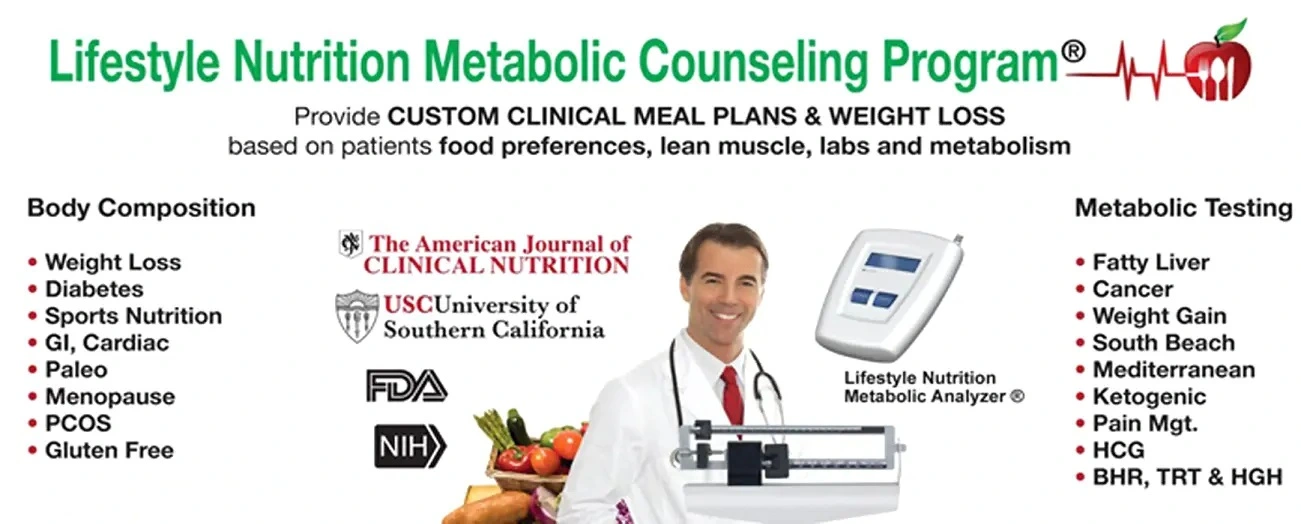 Lifestyle Nutrition Metabolic Counseling Program®
Provide CUSTOM CLINICAL MEAL PLANS & WEIGHT LOSS
based on patients food preferences, lean muscle, labs and metabolism
Body Composition
• Weight Loss
• Diabetes
• Sports Nutrition
• GI, Cardiac
• Paleo
• Menopause
• PCOS
• Gluten Free
The American Journal of
CLINICAL NUTRITION
USCUniversity of
Southern California
FDA
NIH
Lifestyle Nutrition
Metabolic Analyzer ®
Metabolic Testing
• Fatty Liver
• Cancer
• Weight Gain
• South Beach
• Mediterranean
• Ketogenic
• Pain Mgt.
• HCG
• BHR, TRT & HGH